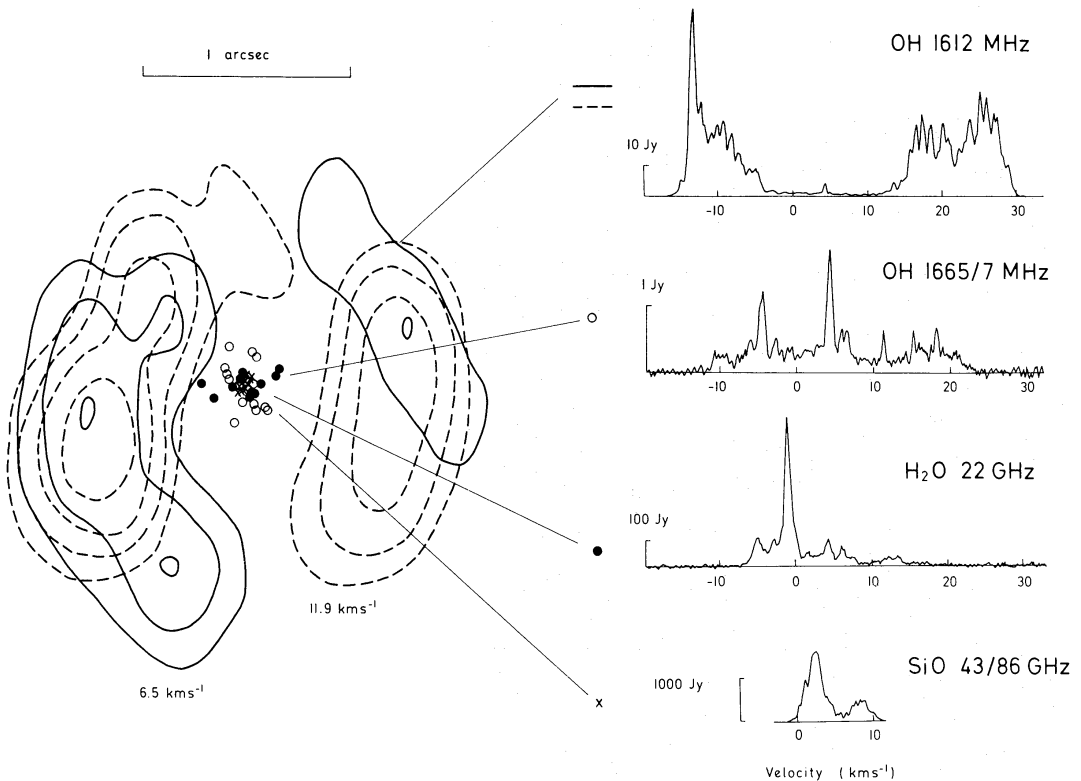 1 arcsec
OH 1612 MHz
10 Jy
-10 0 10 20 30
OH 1665/7 MHz
1 Jy
-10 0 10 20 30
H₂O 22 GHz
100 Jy
-10 0 10 20 30
SiO 43/86 GHz
1000 Jy
x
0 10
Velocity (kms⁻¹)
11.9 kms⁻¹
6.5 kms⁻¹